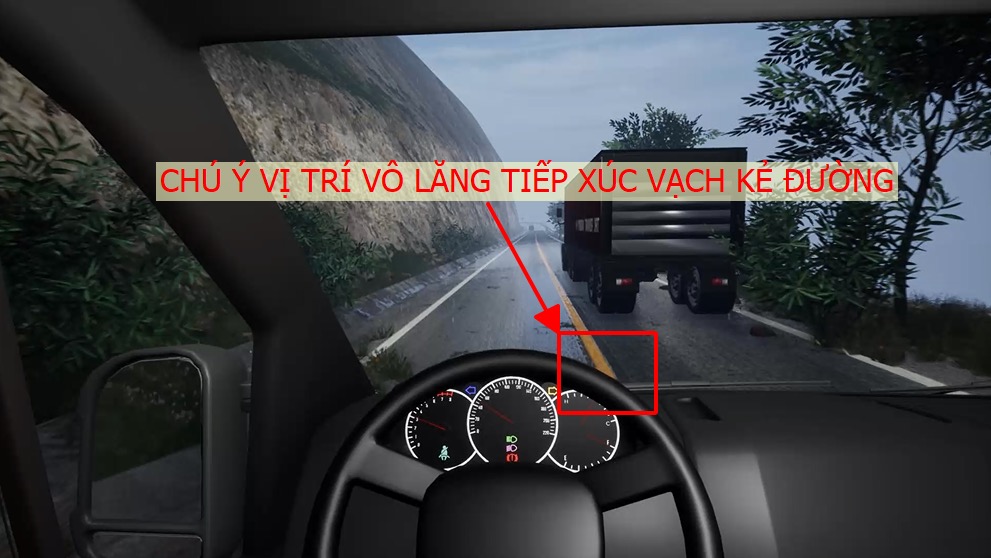 CHÚ Ý VỊ TRÍ VÔ LĂNG TIẾP XÚC VẠCH KẺ ĐƯỜNG